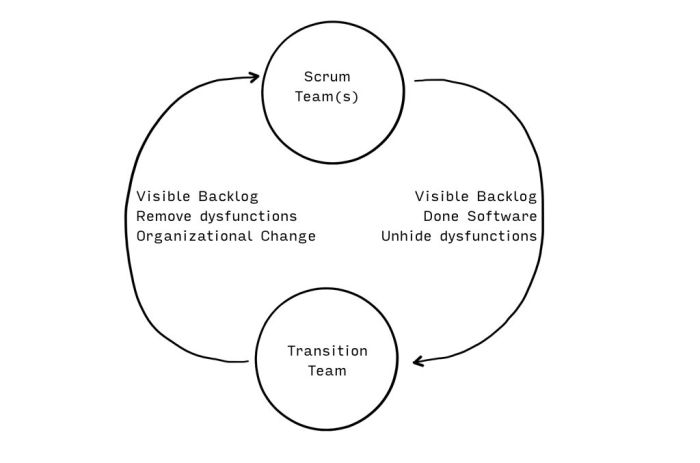 Scrum
Team(s)
Visible Backlog
Remove dysfunctions
Organizational Change
Visible Backlog
Done Software
Unhide dysfunctions
Transition
Team